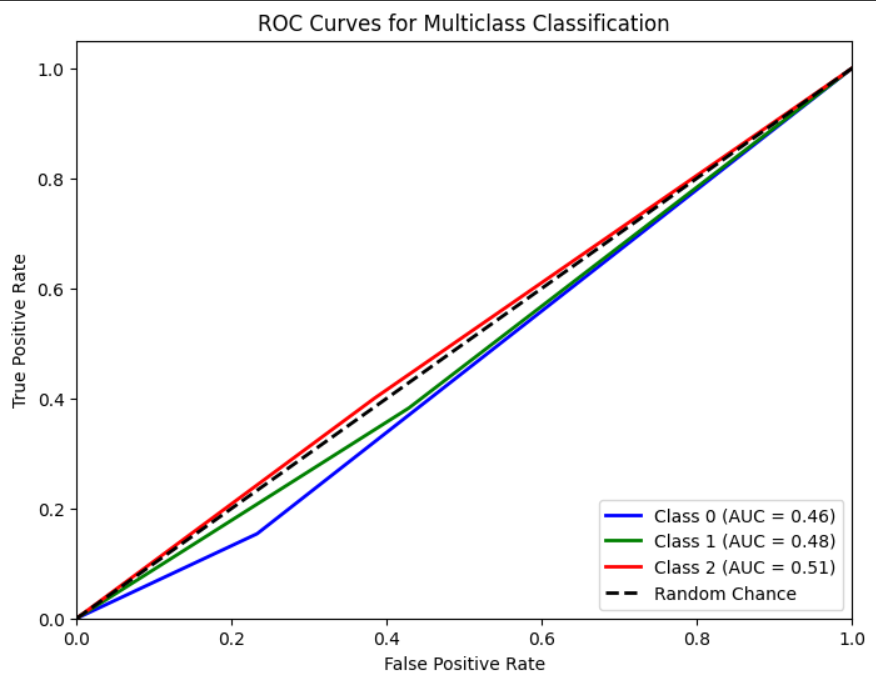 ROC Curves for Multiclass Classification
True Positive Rate
1.0
0.8
0.6
0.4
0.2
0.0
Class 0 (AUC = 0.46)
Class 1 (AUC = 0.48)
Class 2 (AUC = 0.51)
Random Chance
0.0 0.2 0.4 0.6 0.8 1.0
False Positive Rate